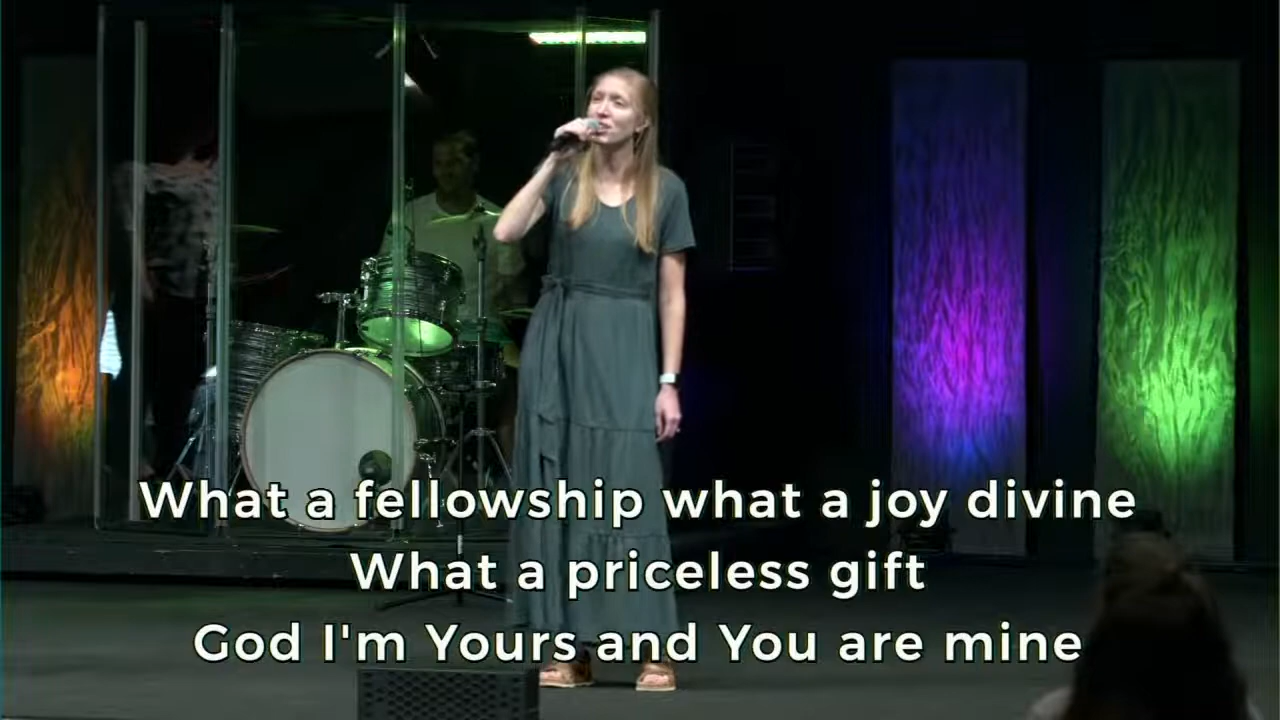 What a fellowship what a joy divine
What a priceless gift
God I'm Yours and You are mine